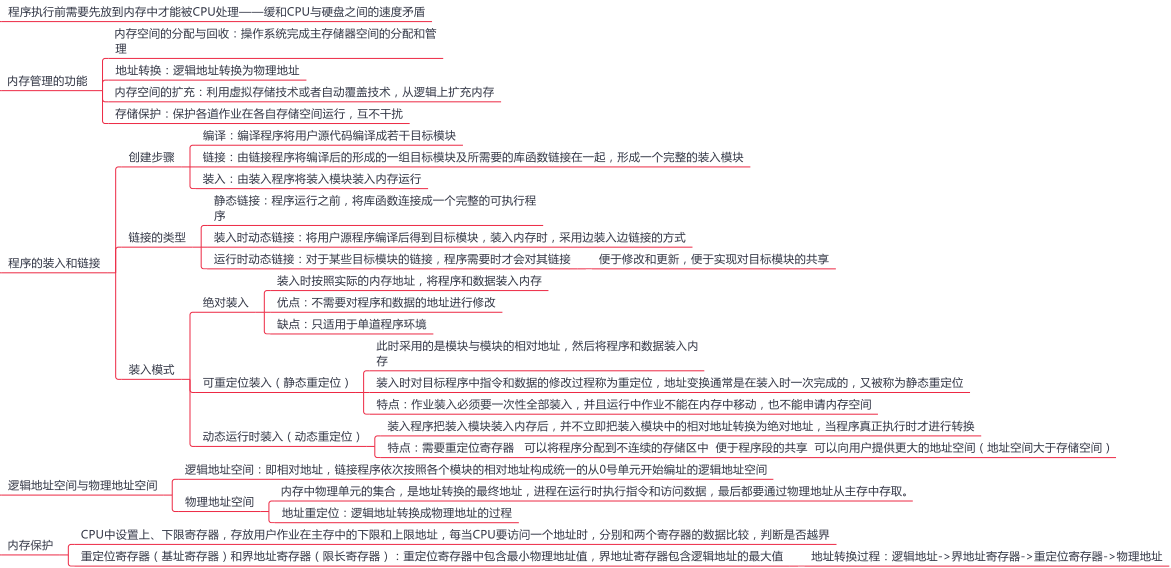 程序执行前需要先放到内存中才能被CPU处理——缓和CPU与硬盘之间的速度矛盾
内存管理的功能
内存空间的分配与回收：操作系统完成主存储器空间的分配和管
理
地址转换：逻辑地址转换为物理地址
内存空间的扩充：利用虚拟存储技术或者自动覆盖技术，从逻辑上扩充内存
存储保护：保护各道作业在各自存储空间运行，互不干扰
程序的装入和链接
创建步骤
编译：编译程序将用户源代码编译成若干目标模块
链接：由链接程序将编译后的形成的一组目标模块及所需要的库函数链接在一起，形成一个完整的装入模块
装入：由装入程序将装入模块装入内存运行
链接的类型
静态链接：程序运行之前，将库函数连接成一个完整的可执行程
序
装入时动态链接：将用户源程序编译后得到目标模块，装入内存时，采用边装入边链接的方式
运行时动态链接：对于某些目标模块的链接，程序需要时才会对其链接
便于修改和更新，便于实现对目标模块的共享
装入模式
绝对装入
装入时按照实际的内存地址，将程序和数据装入内存
优点：不需要对程序和数据的地址进行修改
缺点：只适用于单道程序环境
可重定位装入（静态重定位）
此时采用的是模块与模块的相对地址，然后将程序和数据装入内
存
装入时对目标程序中指令和数据的修改过程称为重定位，地址变换通常是在装入时一次完成的，又被称为静态重定位
特点：作业装入必须要一次性全部装入，并且运行中作业不能在内存中移动，也不能申请内存空间
动态运行时装入（动态重定位）
装入程序把装入模块装入内存后，并不立即把装入模块中的相对地址转换为绝对地址，当程序真正执行时才进行转换
特点：需要重定位寄存器 可以将程序分配到不连续的存储区中 便于程序段的共享 可以向用户提供更大的地址空间（地址空间大于存储空间）
逻辑地址空间与物理地址空间
逻辑地址空间：即相对地址，链接程序依次按照各个模块的相对地址构成统一的从0号单元开始编址的逻辑地址空间
物理地址空间
内存中物理单元的集合，是地址转换的最终地址，进程在运行时执行指令和访问数据，最后都要通过物理地址从主存中存取。
地址重定位：逻辑地址转换成物理地址的过程
内存保护
CPU中设置上、下限寄存器，存放用户作业在主存中的下限和上限地址，每当CPU要访问一个地址时，分别和两个寄存器的数据比较，判断是否越界
重定位寄存器（基址寄存器）和界地址寄存器（限长寄存器）：重定位寄存器中包含最小物理地址值，界地址寄存器包含逻辑地址的最大值
地址转换过程：逻辑地址->界地址寄存器->重定位寄存器->物理地址